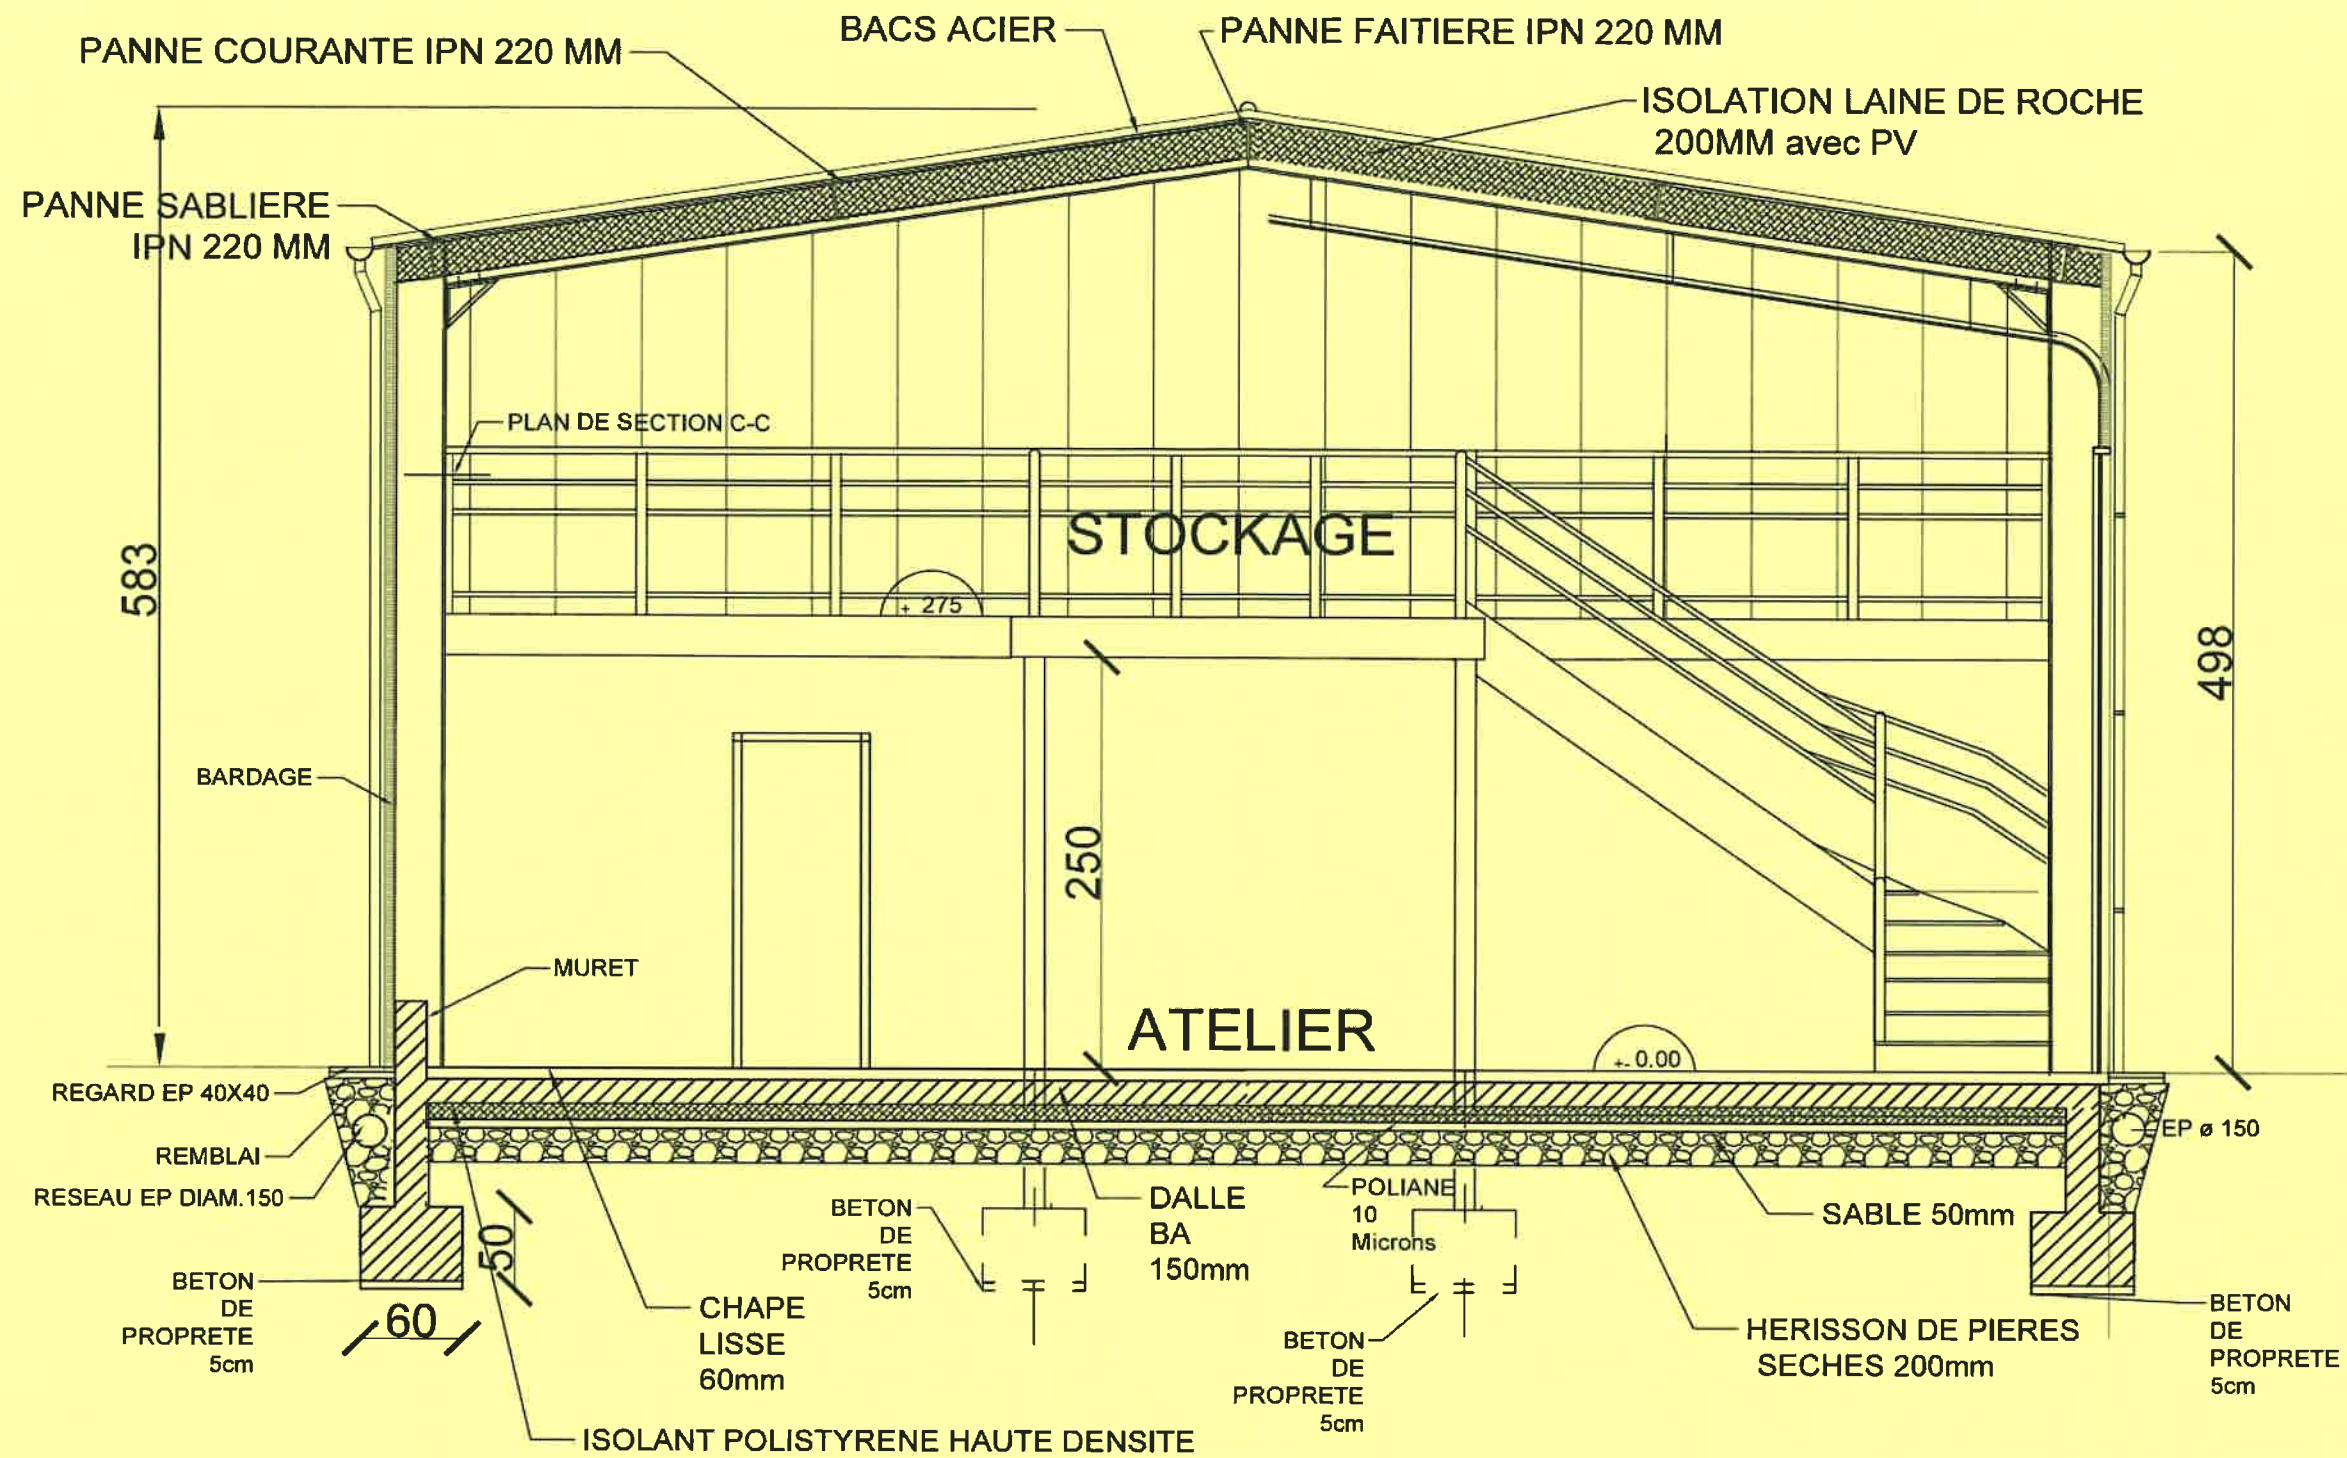 BACS ACIER
PANNE FAITIERE IPN 220 MM
PANNE COURANTE IPN 220 MM
ISOLATION LAINE DE ROCHE
200MM avec PV
PANNE SABLIERE
IPN 220 MM
PLAN DE SECTION C-C
STOCKAGE
+ 275
583
498
BARDAGE
250
MURET
ATELIER
+- 0.00
REGARD EP 40X40
REMBLAI
RESEAU EP DIAM.150
EP ø 150
BETON
DE
PROPRETE
5cm
60
50
CHAPE
LISSE
60mm
BETON
DE
PROPRETE
5cm
DALLE
BA
150mm
POLIANE
10
Microns
BETON
DE
PROPRETE
5cm
SABLE 50mm
HERISSON DE PIERES
SECHES 200mm
BETON
DE
PROPRETE
5cm
ISOLANT POLISTYRENE HAUTE DENSITE